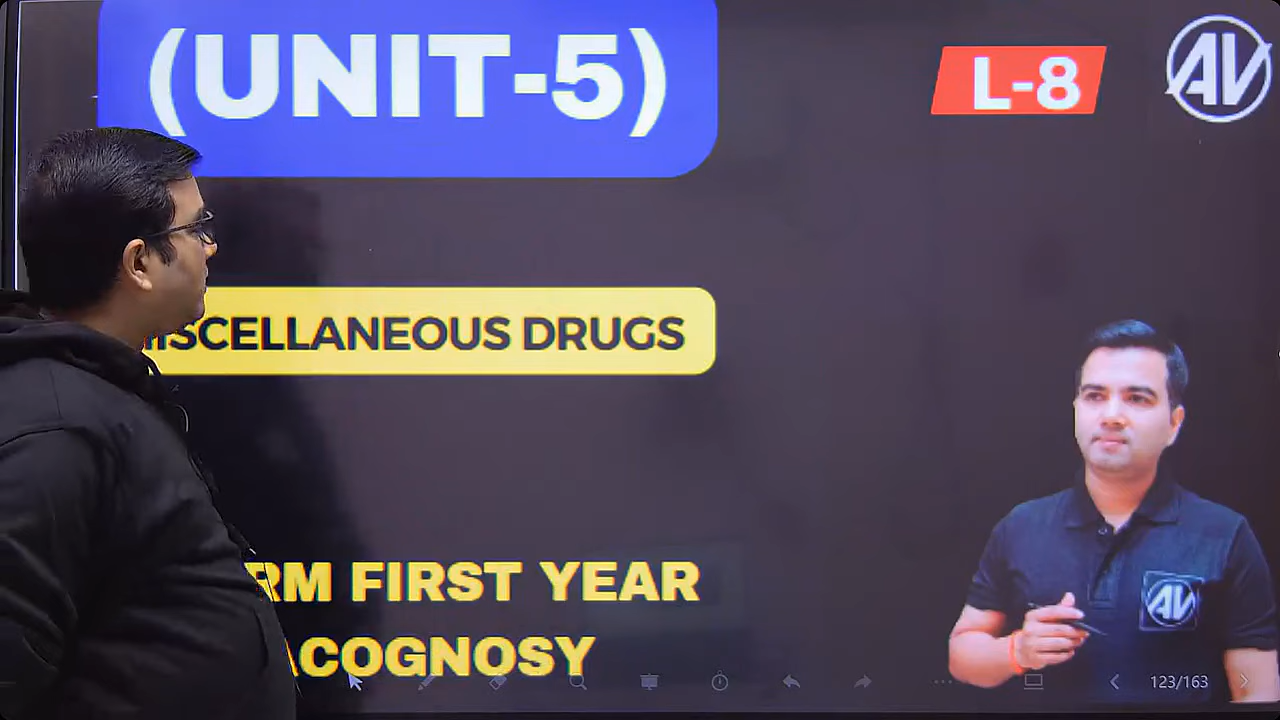 (UNIT-5)
L-8
AV
ISCELLANEOUS DRUGS
RM FIRST YEAR
ACOGNOSY
AV
123/163